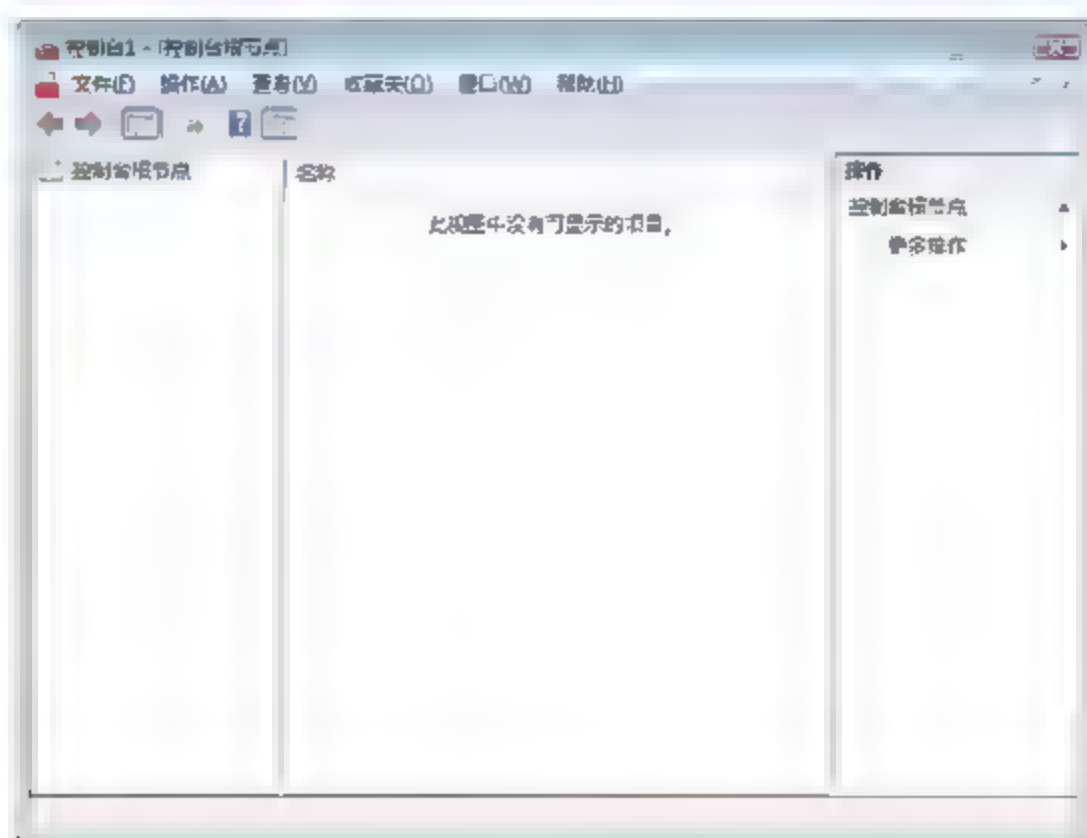 控制台1 - [控制台根节点]
文件(F) 操作(A) 查看(V) 收藏夹(O) 窗口(W) 帮助(H)
控制台根节点
名称
此视图中没有可显示的项目。
操作
控制台根节点
更多操作